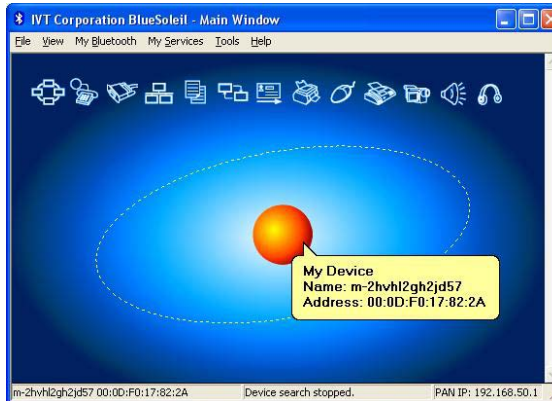 IVT Corporation BlueSoleil - Main Window
File View My Bluetooth My Services Tools Help
My Device
Name: m-2hvhl2gh2jd57
Address: 00:0D:F0:17:82:2A
m-2hvhl2gh2jd57 00:0D:F0:17:82:2A Device search stopped. PAN IP: 192.168.50.1